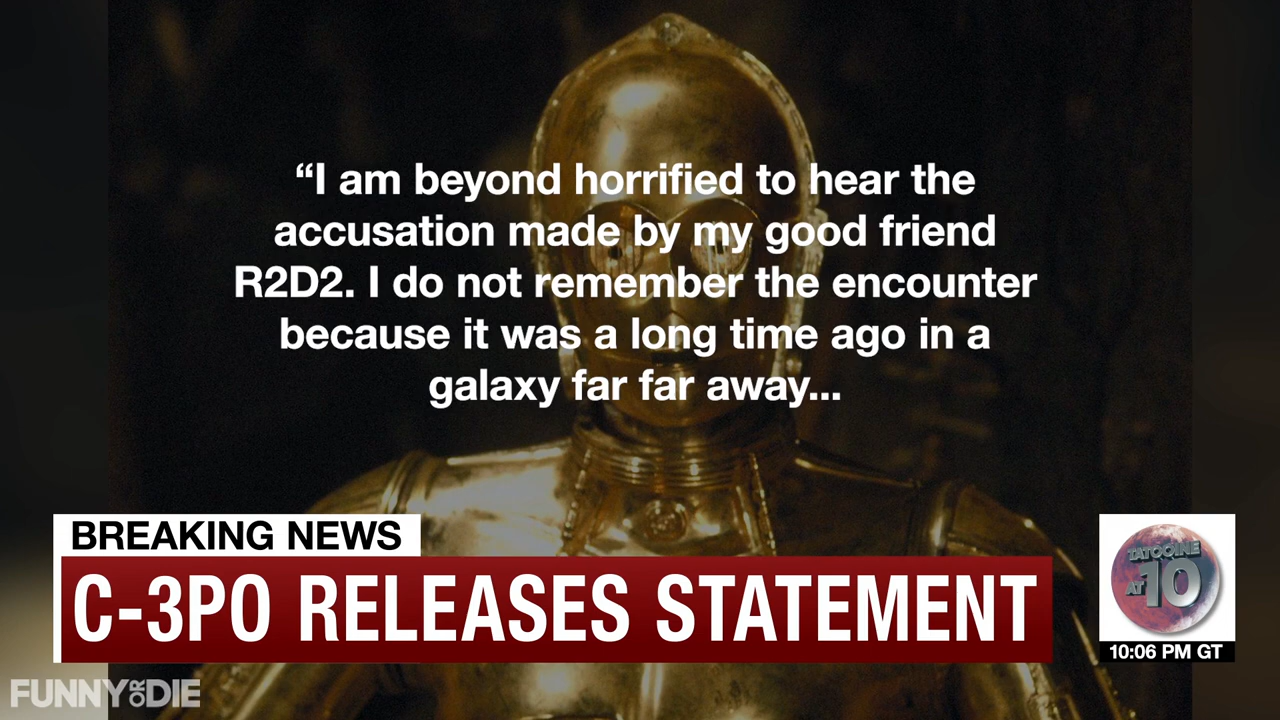 “I am beyond horrified to hear the
accusation made by my good friend
R2D2. I do not remember the encounter
because it was a long time ago in a
galaxy far far away...
BREAKING NEWS
C-3PO RELEASES STATEMENT
TATOOINE
AT 10
10:06 PM GT
FUNNY OR DIE